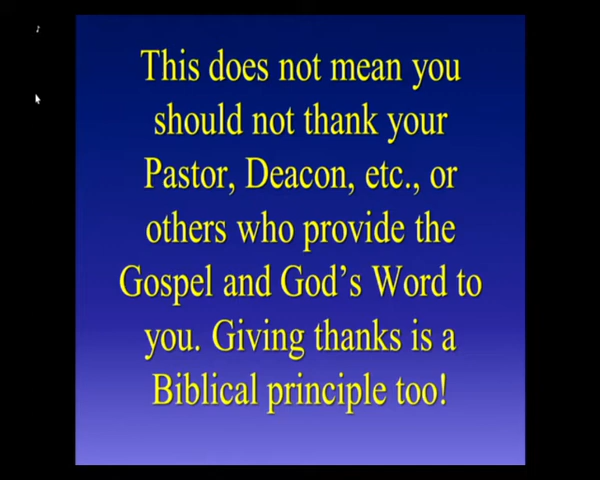 This does not mean you
should not thank your
Pastor, Deacon, etc., or
others who provide the
Gospel and God's Word to
you. Giving thanks is a
Biblical principle too!